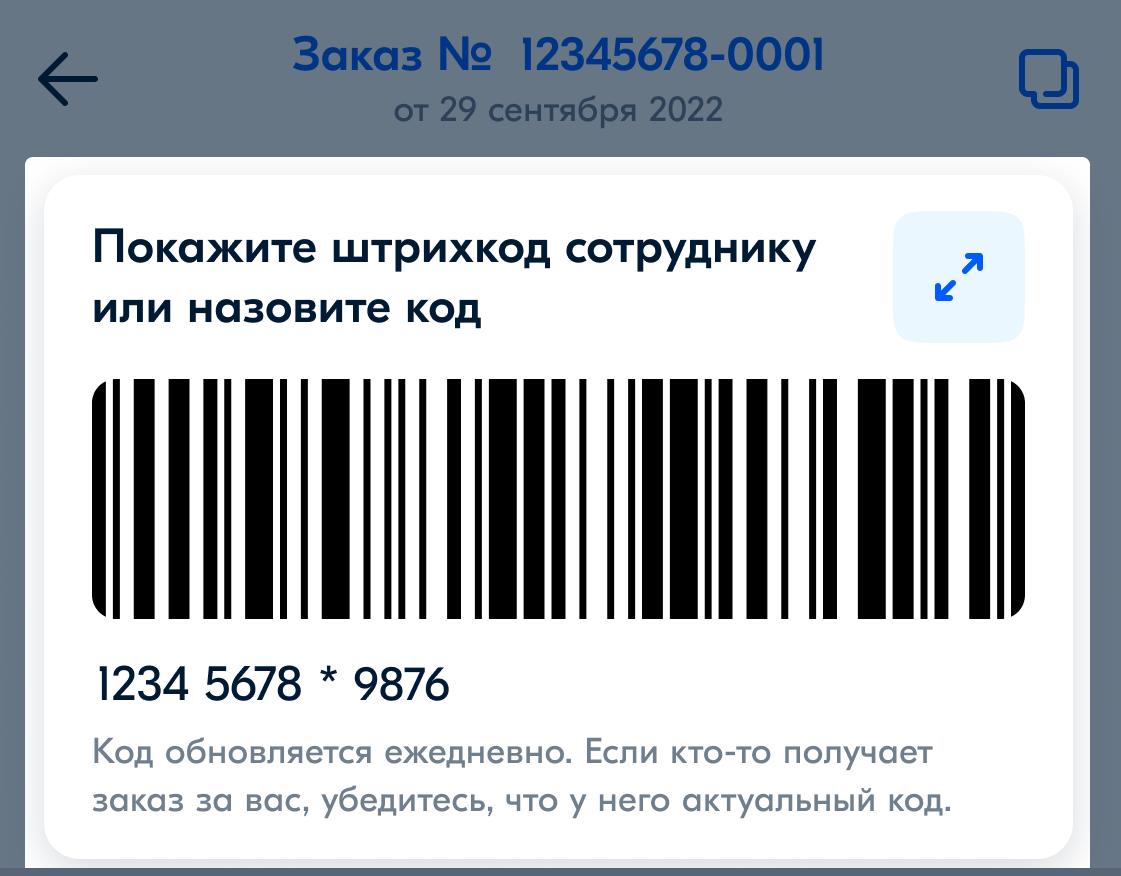 Заказ № 12345678-0001
от 29 сентября 2022
Покажите штрихкод сотруднику
или назовите код
1234 5678 * 9876
Код обновляется ежедневно. Если кто-то получает
заказ за вас, убедитесь, что у него актуальный код.